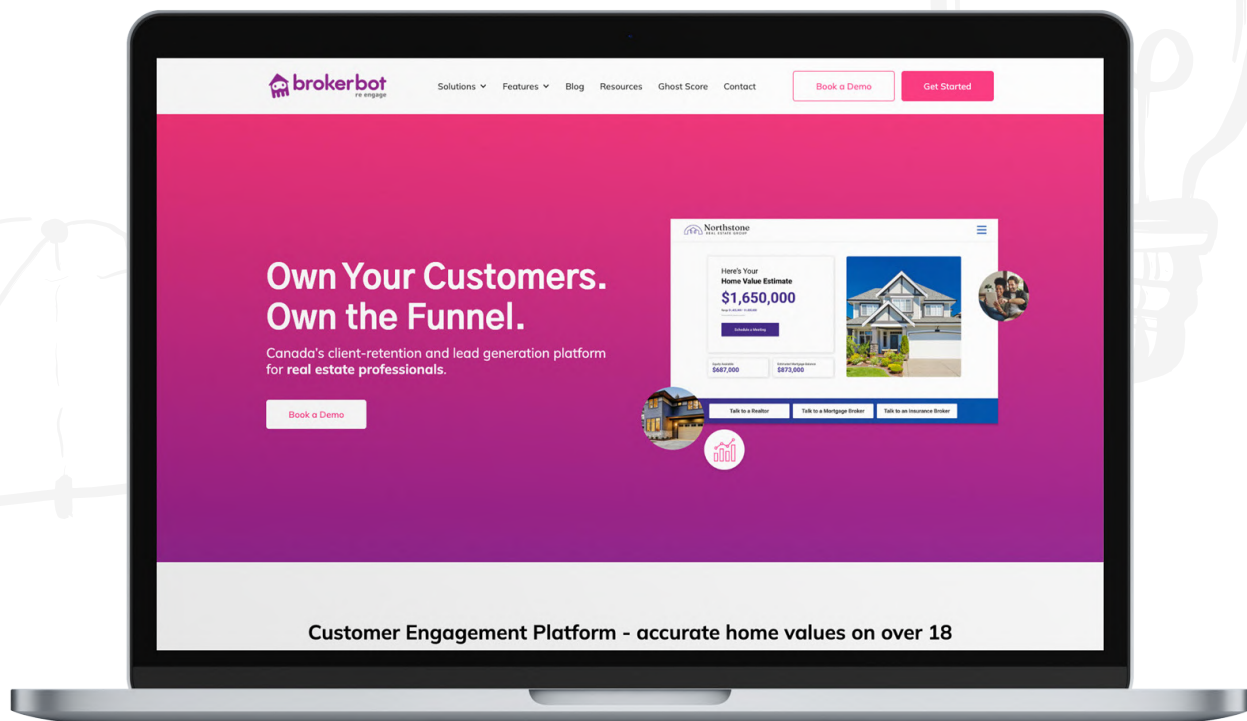 brokerbot
re engage
Solutions
Features
Blog
Resources
Ghost Score
Contact
Book a Demo
Get Started
Own Your Customers.
Own the Funnel.
Canada's client-retention and lead generation platform
for real estate professionals.
Book a Demo
Northstone
REAL ESTATE GROUP
Here's Your
Home Value Estimate
$1,650,000
Schedule a Meeting
$687,000
Estimated Mortgage Balance
$873,000
Talk to a Realtor
Talk to a Mortgage Broker
Talk to an Insurance Broker
Customer Engagement Platform - accurate home values on over 18